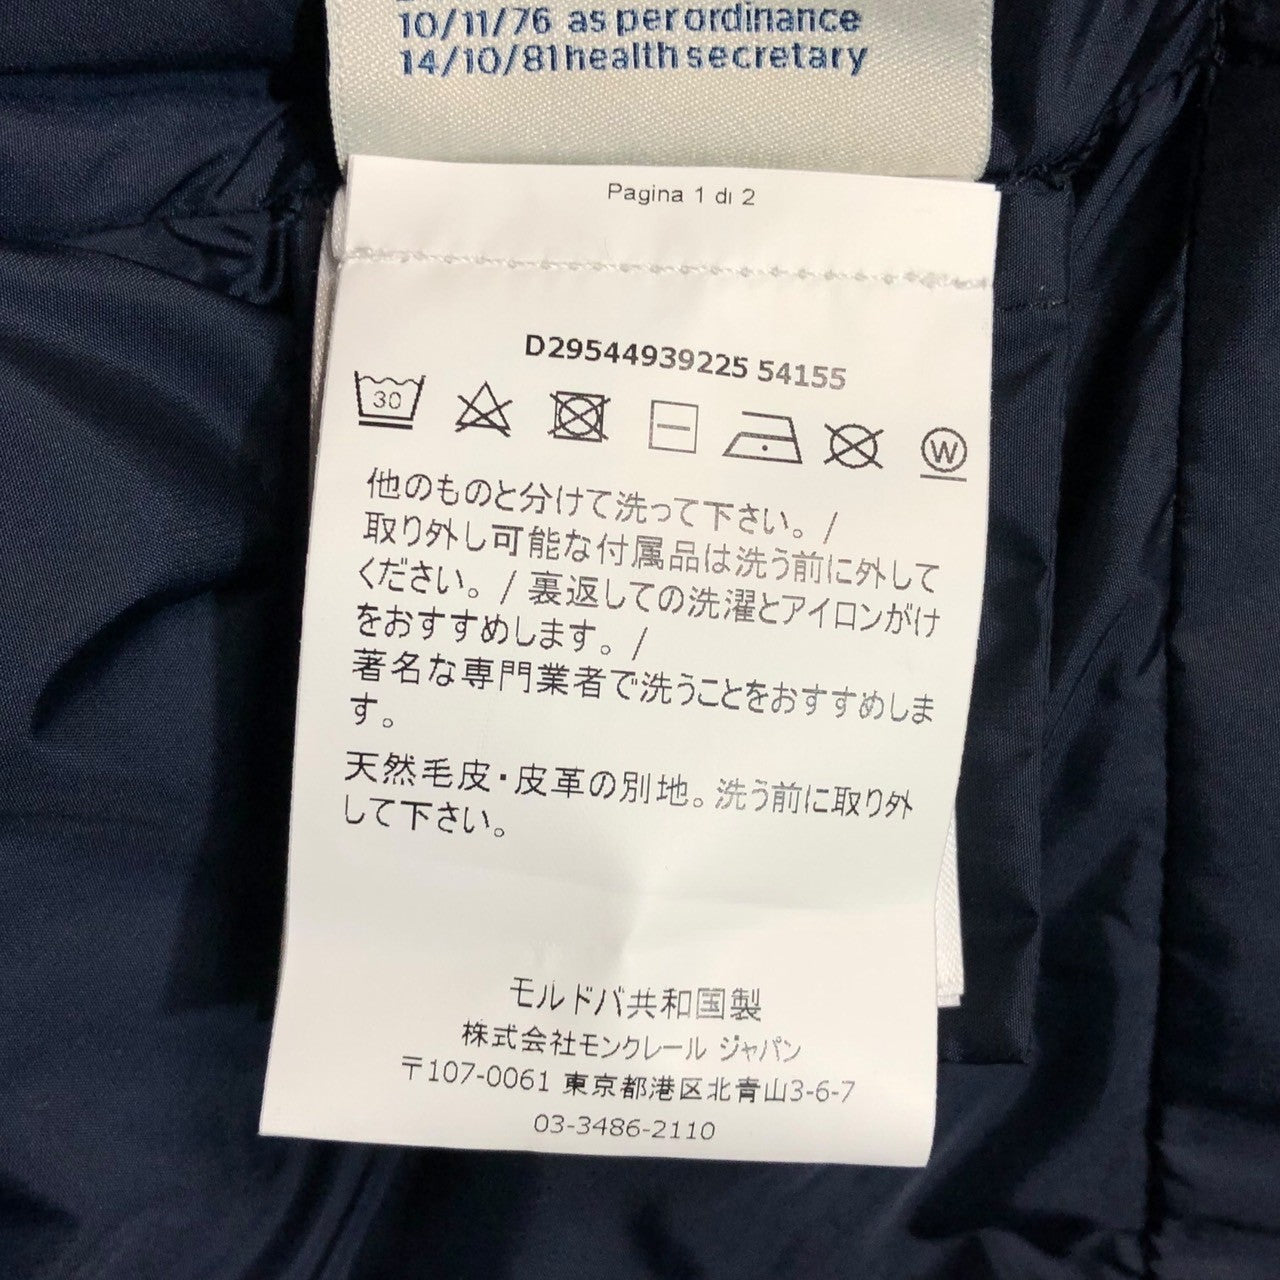 10/11/76 as per ordinance
14/10/81 health secretary
Pagina 1 di 2
D29544939225 54155
30
W
他のものと分けて洗って下さい。/
取り外し可能な付属品は洗う前に外して
ください。/ 裏返しての洗濯とアイロンがけ
をおすすめします。/
著名な専門業者で洗うことをおすすめしま
す。
天然毛皮・皮革の別地。洗う前に取り外
して下さい。
モルドバ共和国製
株式会社モンクレール ジャパン
〒107-0061 東京都港区北青山3-6-7
03-3486-2110